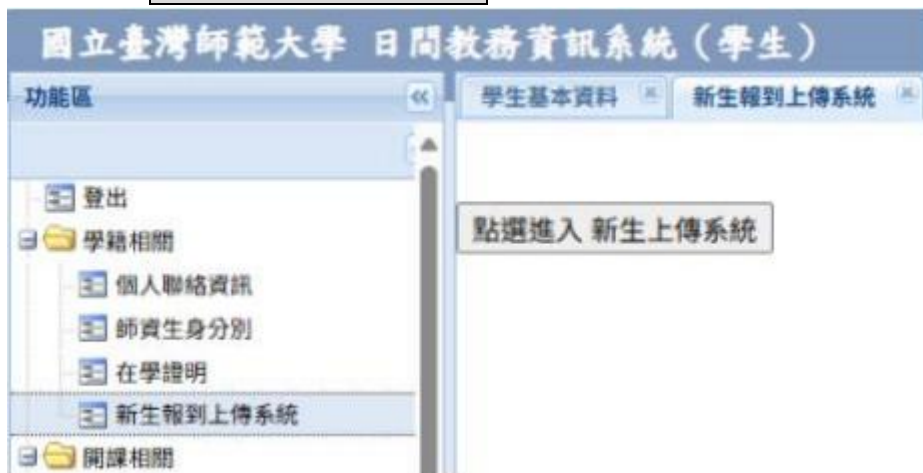 國立臺灣師範大學 日間教務資訊系統（學生）
功能區
學生基本資料
新生報到上傳系統
登出
學籍相關
個人聯絡資訊
師資生身分別
在學證明
新生報到上傳系統
開課相關
點選進入 新生上傳系統